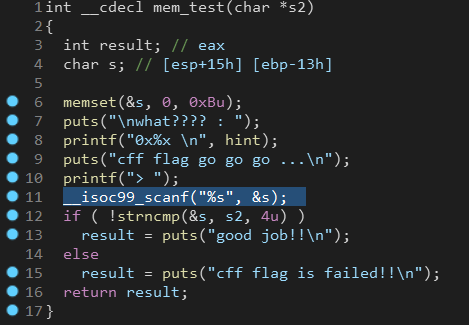 1 int __cdecl mem_test(char *s2)
2 {
3 int result; // eax
4 char s; // [esp+15h] [ebp-13h]
5
6 memset(&s, 0, 0xBu);
7 puts("\nwhat???? : ");
8 printf("0x%x \n", hint);
9 puts("cff flag go go go ...\n");
10 printf("> ");
11 __isoc99_scanf("%s", &s);
12 if ( !strncmp(&s, s2, 4u) )
13 result = puts("good job!!\n");
14 else
15 result = puts("cff flag is failed!!\n");
16 return result;
17 }